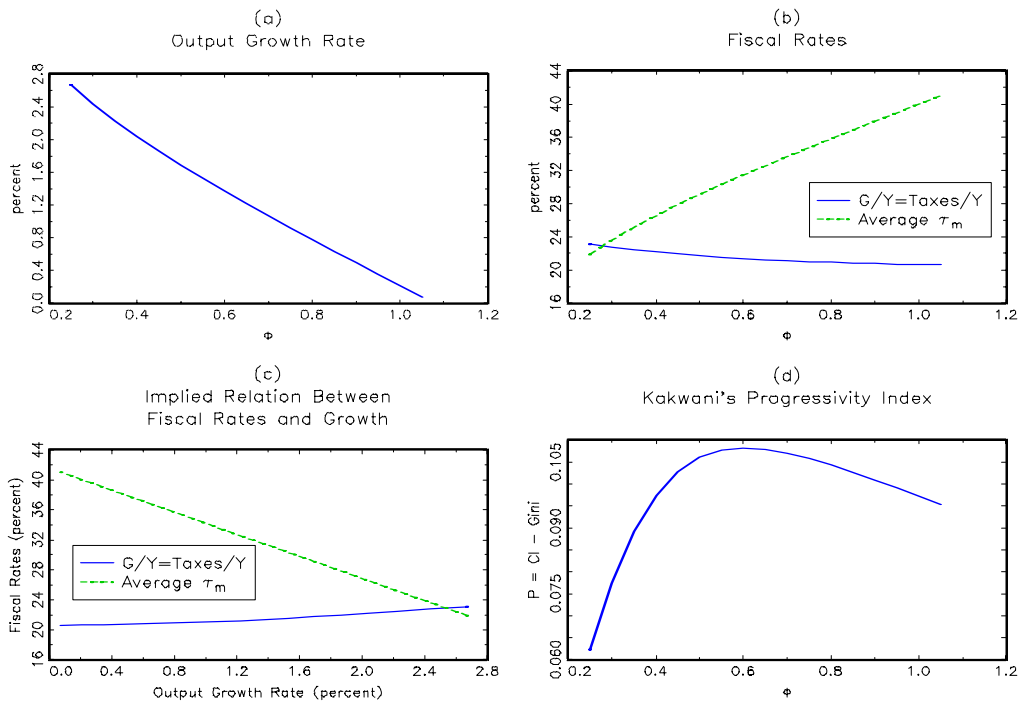 (a)
Output Growth Rate
percent
0.0 0.4 0.8 1.2 1.6 2.0 2.4 2.8
0.2 0.4 0.6 0.8 1.0 1.2
Φ
(b)
Fiscal Rates
percent
16 20 24 28 32 36 40 44
G/Y=Taxes/Y
Average τm
0.2 0.4 0.6 0.8 1.0 1.2
Φ
(c)
Implied Relation Between
Fiscal Rates and Growth
Fiscal Rates (percent)
16 20 24 28 32 36 40 44
G/Y=Taxes/Y
Average τm
0.0 0.4 0.8 1.2 1.6 2.0 2.4 2.8
Output Growth Rate (percent)
(d)
Kakwani's Progressivity Index
P = CI - Gini
0.060 0.075 0.090 0.105
0.2 0.4 0.6 0.8 1.0 1.2
Φ